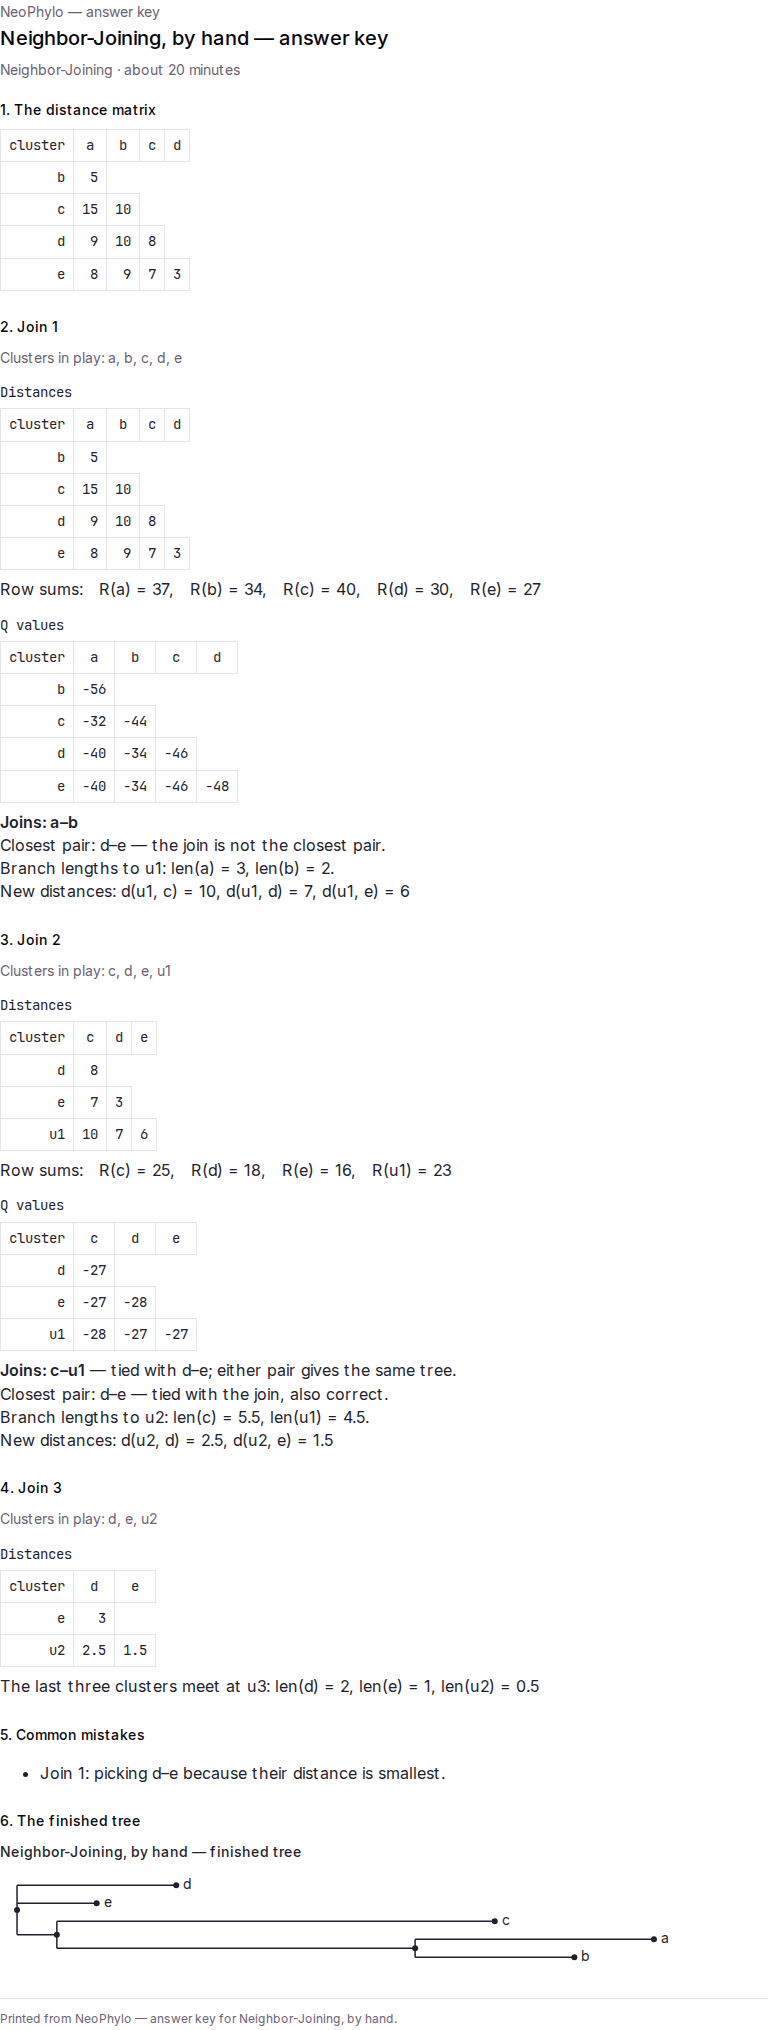 NeoPhylo — answer key
Neighbor-Joining, by hand — answer key
Neighbor-Joining · about 20 minutes
1. The distance matrix
cluster a b c d
b 5
c 15 10
d 9 10 8
e 8 9 7 3
2. Join 1
Clusters in play: a, b, c, d, e
Distances
cluster a b c d
b 5
c 15 10
d 9 10 8
e 8 9 7 3
Row sums: R(a) = 37, R(b) = 34, R(c) = 40, R(d) = 30, R(e) = 27
Q values
cluster a b c d
b -56
c -32 -44
d -40 -34 -46
e -40 -34 -46 -48
Joins: a–b
Closest pair: d–e — the join is not the closest pair.
Branch lengths to u1: len(a) = 3, len(b) = 2.
New distances: d(u1, c) = 10, d(u1, d) = 7, d(u1, e) = 6
3. Join 2
Clusters in play: c, d, e, u1
Distances
cluster c d e
d 8
e 7 3
u1 10 7 6
Row sums: R(c) = 25, R(d) = 18, R(e) = 16, R(u1) = 23
Q values
cluster c d e
d -27
e -27 -28
u1 -28 -27 -27
Joins: c–u1 — tied with d–e; either pair gives the same tree.
Closest pair: d–e — tied with the join, also correct.
Branch lengths to u2: len(c) = 5.5, len(u1) = 4.5.
New distances: d(u2, d) = 2.5, d(u2, e) = 1.5
4. Join 3
Clusters in play: d, e, u2
Distances
cluster d e
e 3
u2 2.5 1.5
The last three clusters meet at u3: len(d) = 2, len(e) = 1, len(u2) = 0.5
5. Common mistakes
• Join 1: picking d–e because their distance is smallest.
6. The finished tree
Neighbor-Joining, by hand — finished tree
d
e
c
a
b
Printed from NeoPhylo — answer key for Neighbor-Joining, by hand.